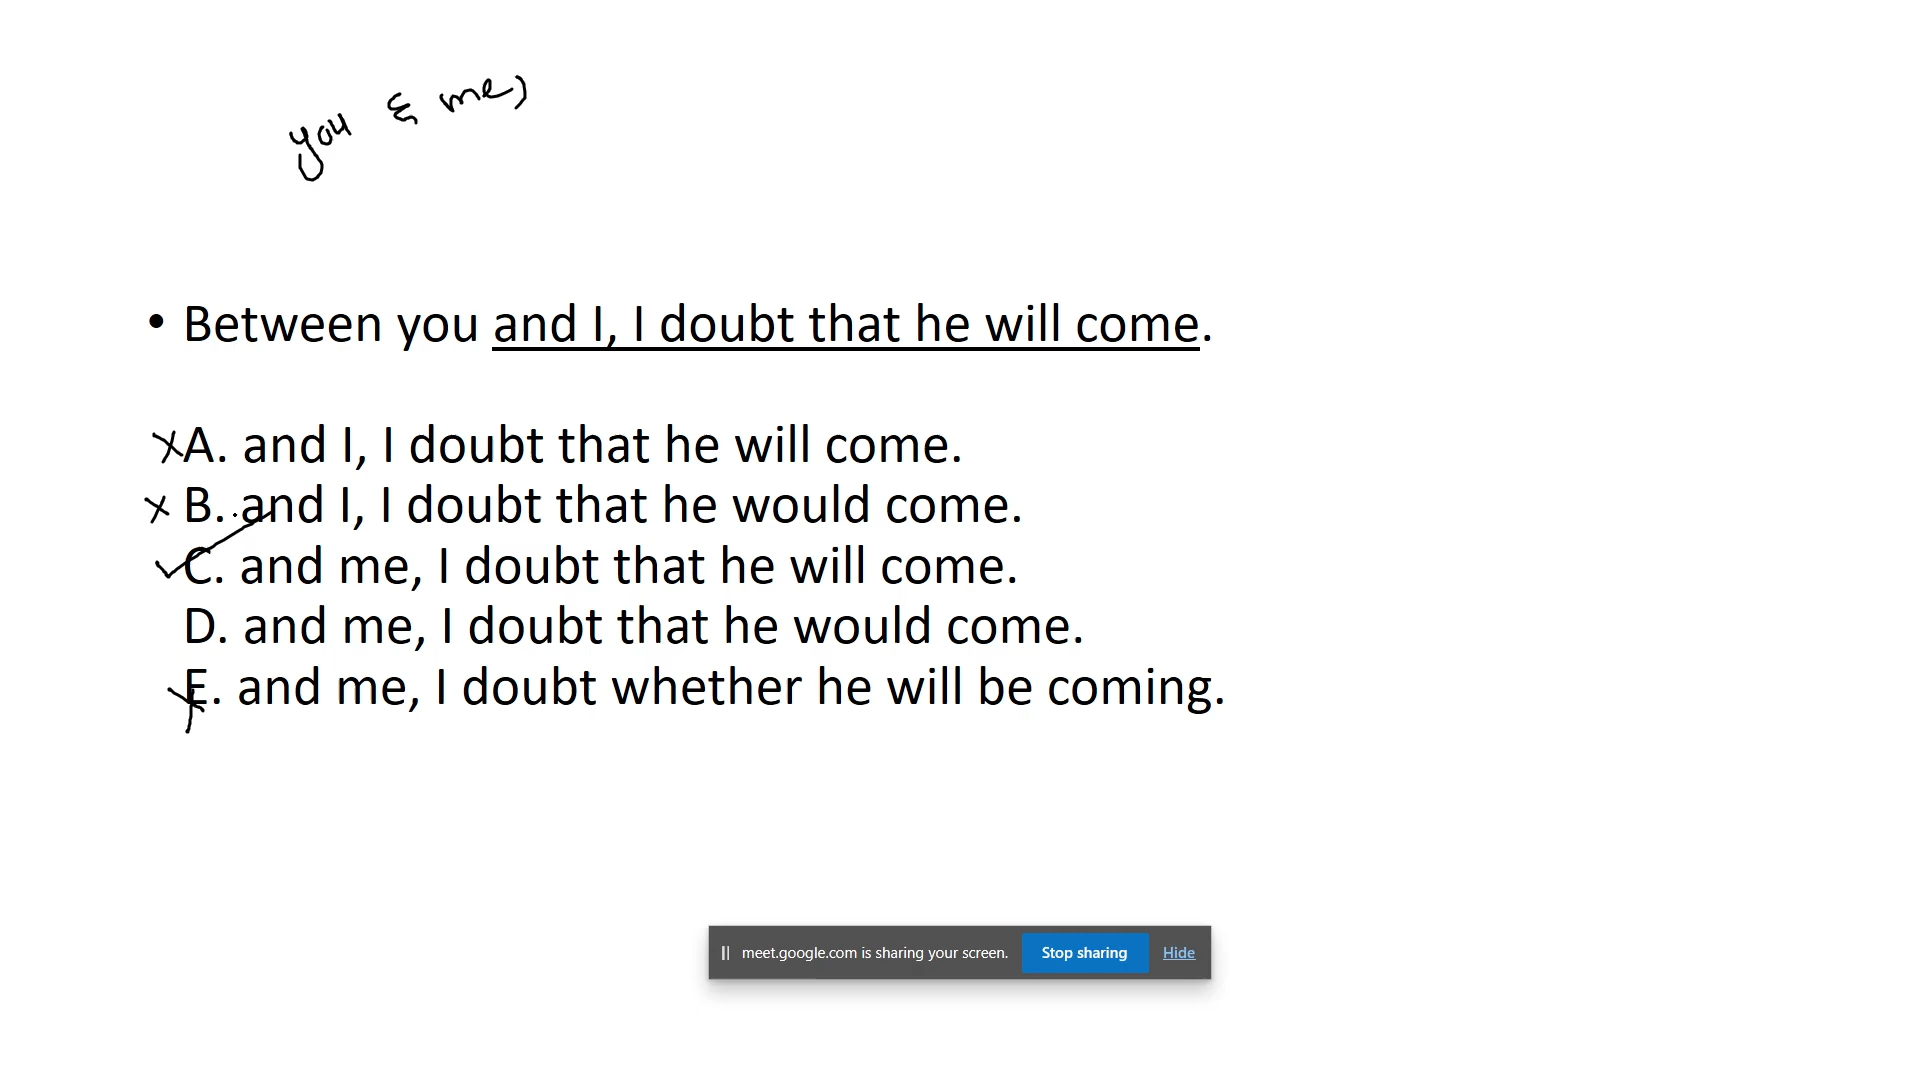 you & me,
• Between you and I, I doubt that he will come.
A. and I, I doubt that he will come.
B. and I, I doubt that he would come.
C. and me, I doubt that he will come.
D. and me, I doubt that he would come.
E. and me, I doubt whether he will be coming.
meet.google.com is sharing your screen. Stop sharing Hide